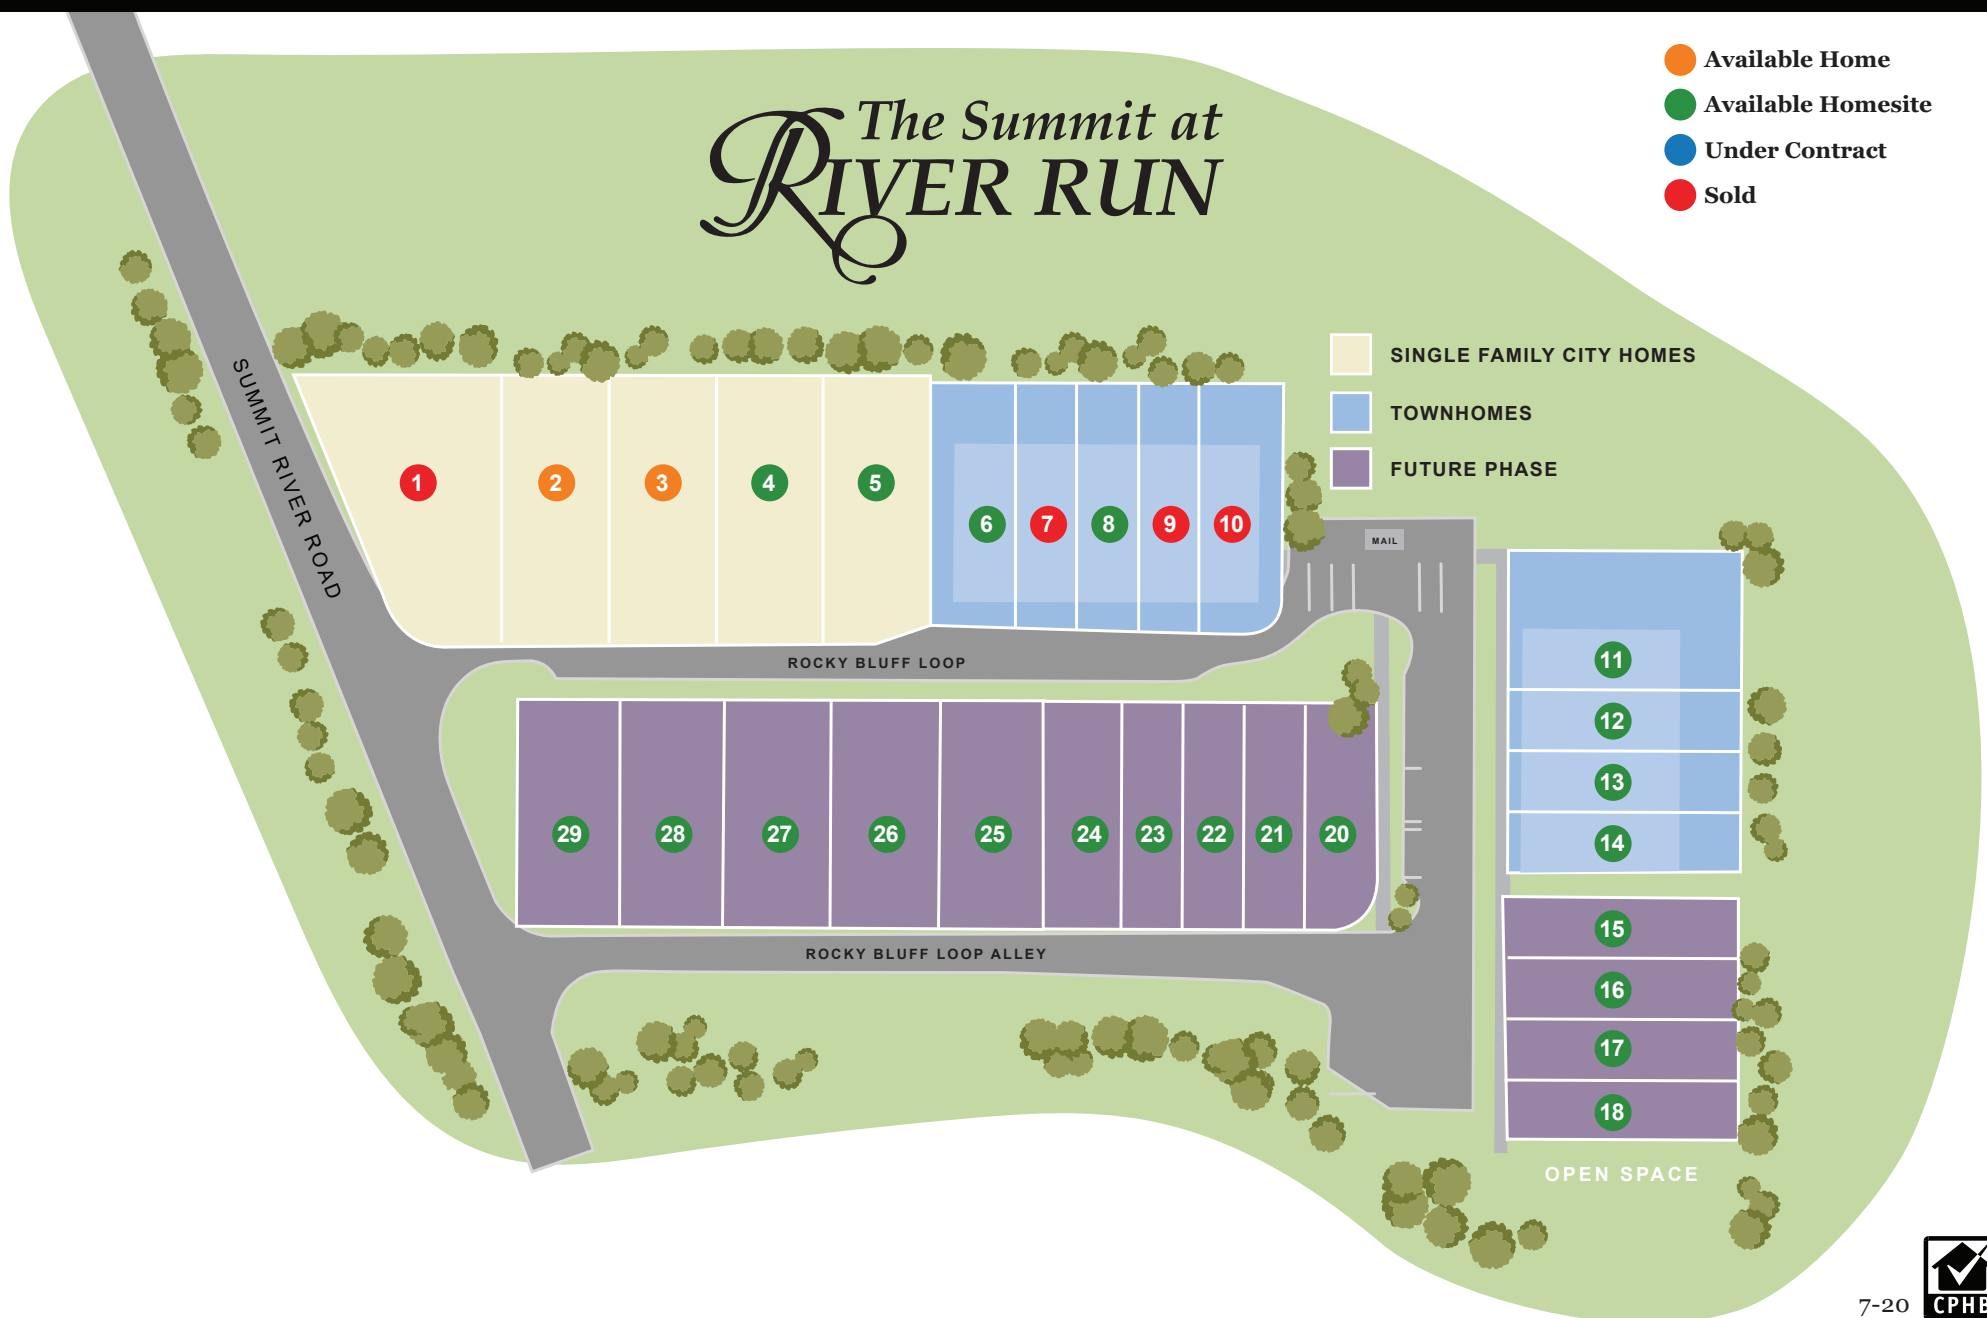 The Summit at
RIVER RUN
Available Home
Available Homesite
Under Contract
Sold
SINGLE FAMILY CITY HOMES
TOWNHOMES
FUTURE PHASE
SUMMIT RIVER ROAD
1
2
3
4
5
6
7
8
9
10
MAIL
ROCKY BLUFF LOOP
11
12
13
14
29
28
27
26
25
24
23
22
21
20
ROCKY BLUFF LOOP ALLEY
15
16
17
18
OPEN SPACE
7-20
CPHB